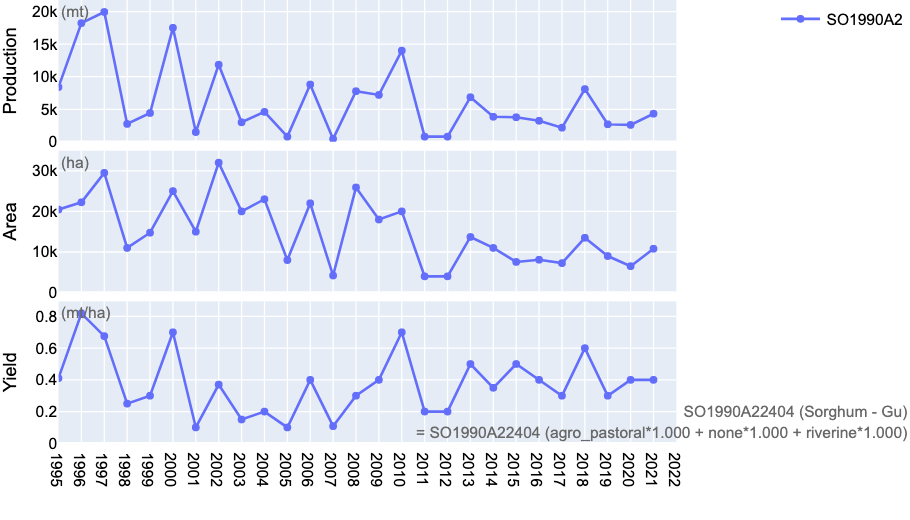 20k
(mt)
SO1990A2
15k
Production
10k
5k
0
(ha)
30k
Area
20k
10k
0
(mt/ha)
0.8
0.6
Yield
0.4
0.2
SO1990A22404 (Sorghum - Gu)
= SO1990A22404 (agro_pastoral*1.000 + none*1.000 + riverine*1.000)
0
1995 1996 1997 1998 1999 2000 2001 2002 2003 2004 2005 2006 2007 2008 2009 2010 2011 2012 2013 2014 2015 2016 2017 2018 2019 2020 2021 2022